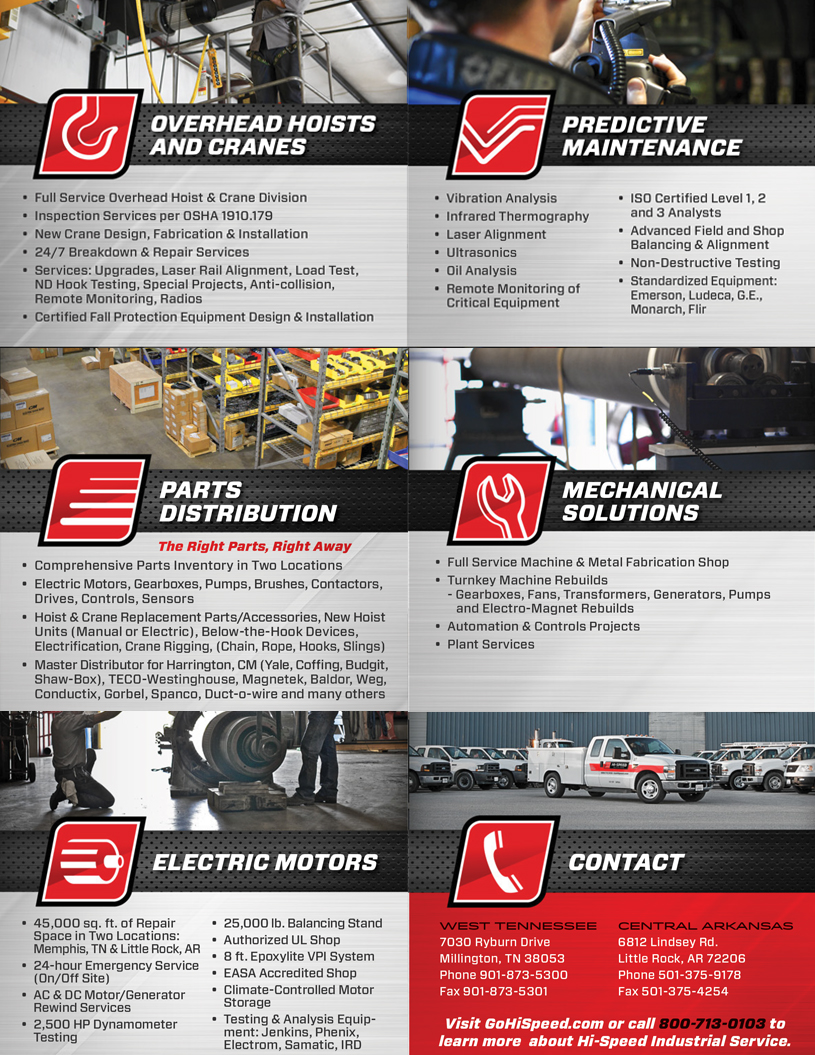 OVERHEAD HOISTS
AND CRANES
• Full Service Overhead Hoist & Crane Division
• Inspection Services per OSHA 1910.179
• New Crane Design, Fabrication & Installation
• 24/7 Breakdown & Repair Services
• Services: Upgrades, Laser Rail Alignment, Load Test,
ND Hook Testing, Special Projects, Anti-collision,
Remote Monitoring, Radios
• Certified Fall Protection Equipment Design & Installation
FLIR
PREDICTIVE
MAINTENANCE
• Vibration Analysis
• Infrared Thermography
• Laser Alignment
• Ultrasonics
• Oil Analysis
• Remote Monitoring of
Critical Equipment
• ISO Certified Level 1, 2
and 3 Analysts
• Advanced Field and Shop
Balancing & Alignment
• Non-Destructive Testing
• Standardized Equipment:
Emerson, Ludeca, G.E.,
Monarch, Flir
CM
PARTS
DISTRIBUTION
The Right Parts, Right Away
• Comprehensive Parts Inventory in Two Locations
• Electric Motors, Gearboxes, Pumps, Brushes, Contactors,
Drives, Controls, Sensors
• Hoist & Crane Replacement Parts/Accessories, New Hoist
Units (Manual or Electric), Below-the-Hook Devices,
Electrification, Crane Rigging, (Chain, Rope, Hooks, Slings)
• Master Distributor for Harrington, CM (Yale, Coffing, Budgit,
Shaw-Box), TECO-Westinghouse, Magnetek, Baldor, Weg,
Conductix, Gorbel, Spanco, Duct-o-wire and many others
MECHANICAL
SOLUTIONS
• Full Service Machine & Metal Fabrication Shop
• Turnkey Machine Rebuilds
- Gearboxes, Fans, Transformers, Generators, Pumps
and Electro-Magnet Rebuilds
• Automation & Controls Projects
• Plant Services
ELECTRIC MOTORS
• 45,000 sq. ft. of Repair
Space in Two Locations:
Memphis, TN & Little Rock, AR
• 24-hour Emergency Service
(On/Off Site)
• AC & DC Motor/Generator
Rewind Services
• 2,500 HP Dynamometer
Testing
• 25,000 lb. Balancing Stand
• Authorized UL Shop
• 8 ft. Epoxylite VPI System
• EASA Accredited Shop
• Climate-Controlled Motor
Storage
• Testing & Analysis Equip-
ment: Jenkins, Phenix,
Electrom, Samatic, IRD
HI-SPEED
CONTACT
WEST TENNESSEE
7030 Ryburn Drive
Millington, TN 38053
Phone 901-873-5300
Fax 901-873-5301
CENTRAL ARKANSAS
6812 Lindsey Rd.
Little Rock, AR 72206
Phone 501-375-9178
Fax 501-375-4254
Visit GoHiSpeed.com or call 800-713-0103 to
learn more about Hi-Speed Industrial Service.